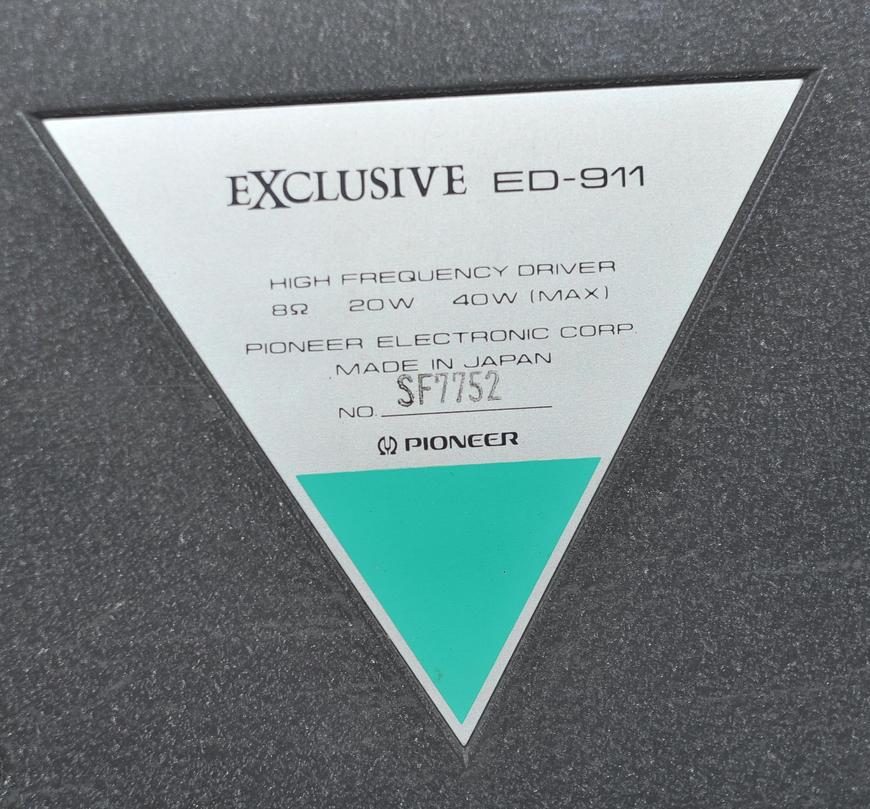 EXCLUSIVE ED-911
HIGH FREQUENCY DRIVER
8Ω 20W 40W (MAX)
PIONEER ELECTRONIC CORP.
MADE IN JAPAN
NO. SF7752
PIONEER